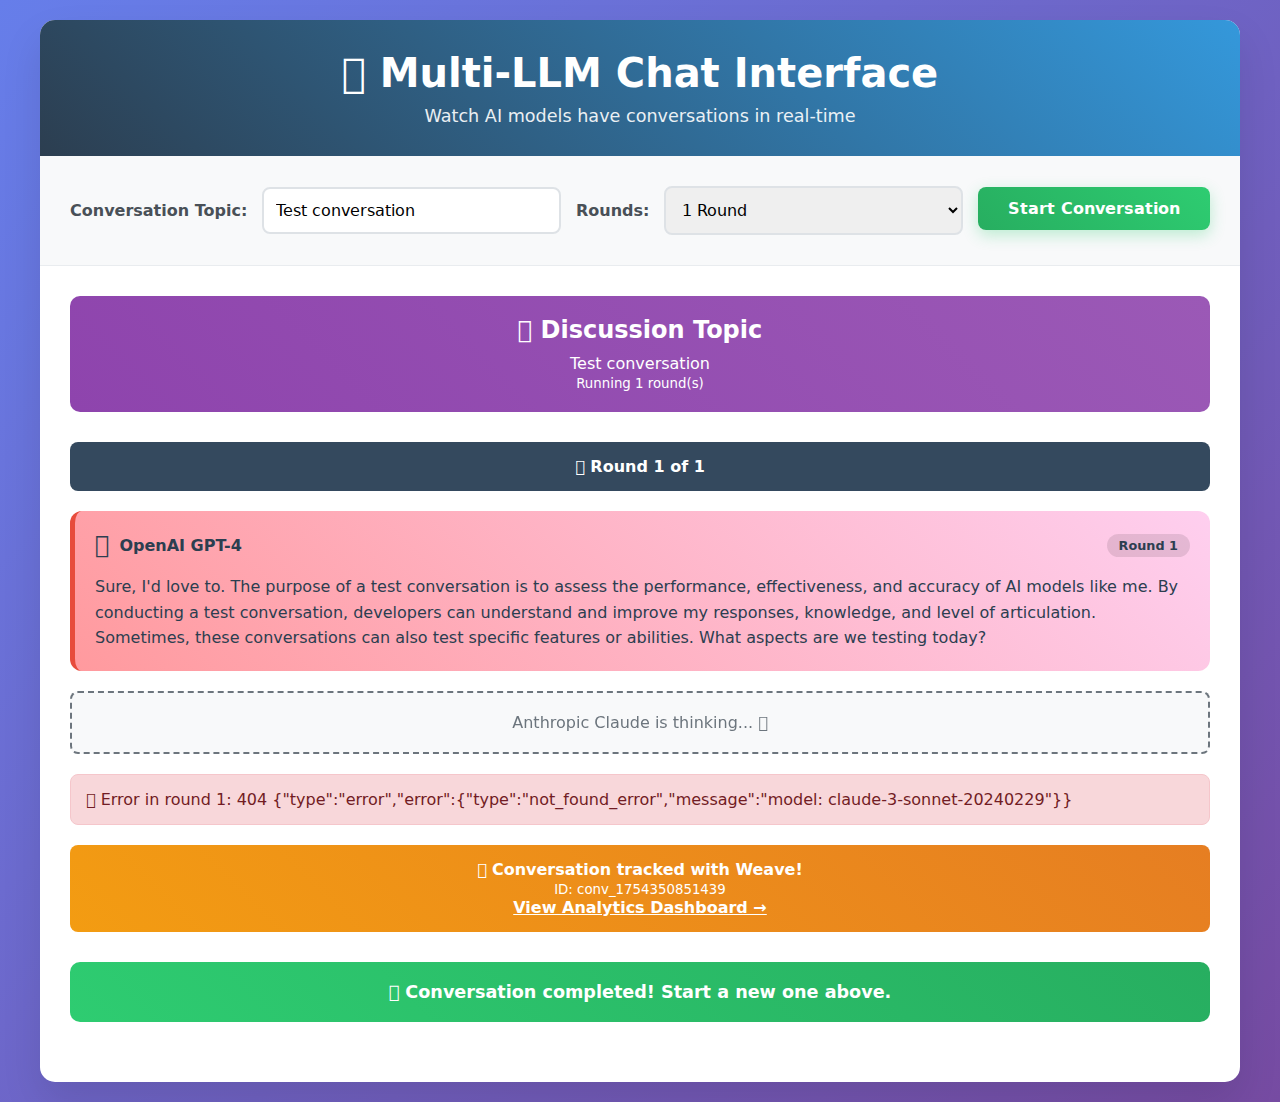 Multi-LLM Chat Interface
Watch AI models have conversations in real-time
Conversation Topic: Test conversation Rounds: 1 Round Start Conversation
Discussion Topic
Test conversation
Running 1 round(s)
Round 1 of 1
OpenAI GPT-4 Round 1
Sure, I'd love to. The purpose of a test conversation is to assess the performance, effectiveness, and accuracy of AI models like me. By
conducting a test conversation, developers can understand and improve my responses, knowledge, and level of articulation.
Sometimes, these conversations can also test specific features or abilities. What aspects are we testing today?
Anthropic Claude is thinking...
Error in round 1: 404 {"type":"error","error":{"type":"not_found_error","message":"model: claude-3-sonnet-20240229"}}
Conversation tracked with Weave!
ID: conv_1754350851439
View Analytics Dashboard →
Conversation completed! Start a new one above.